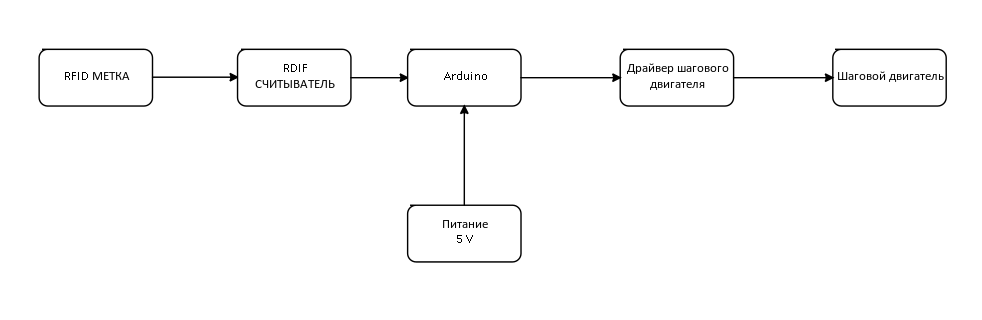 RFID МЕТКА
RDIF
СЧИТЫВАТЕЛЬ
Arduino
Драйвер шагового
двигателя
Шаговой двигатель
Питание
5 V